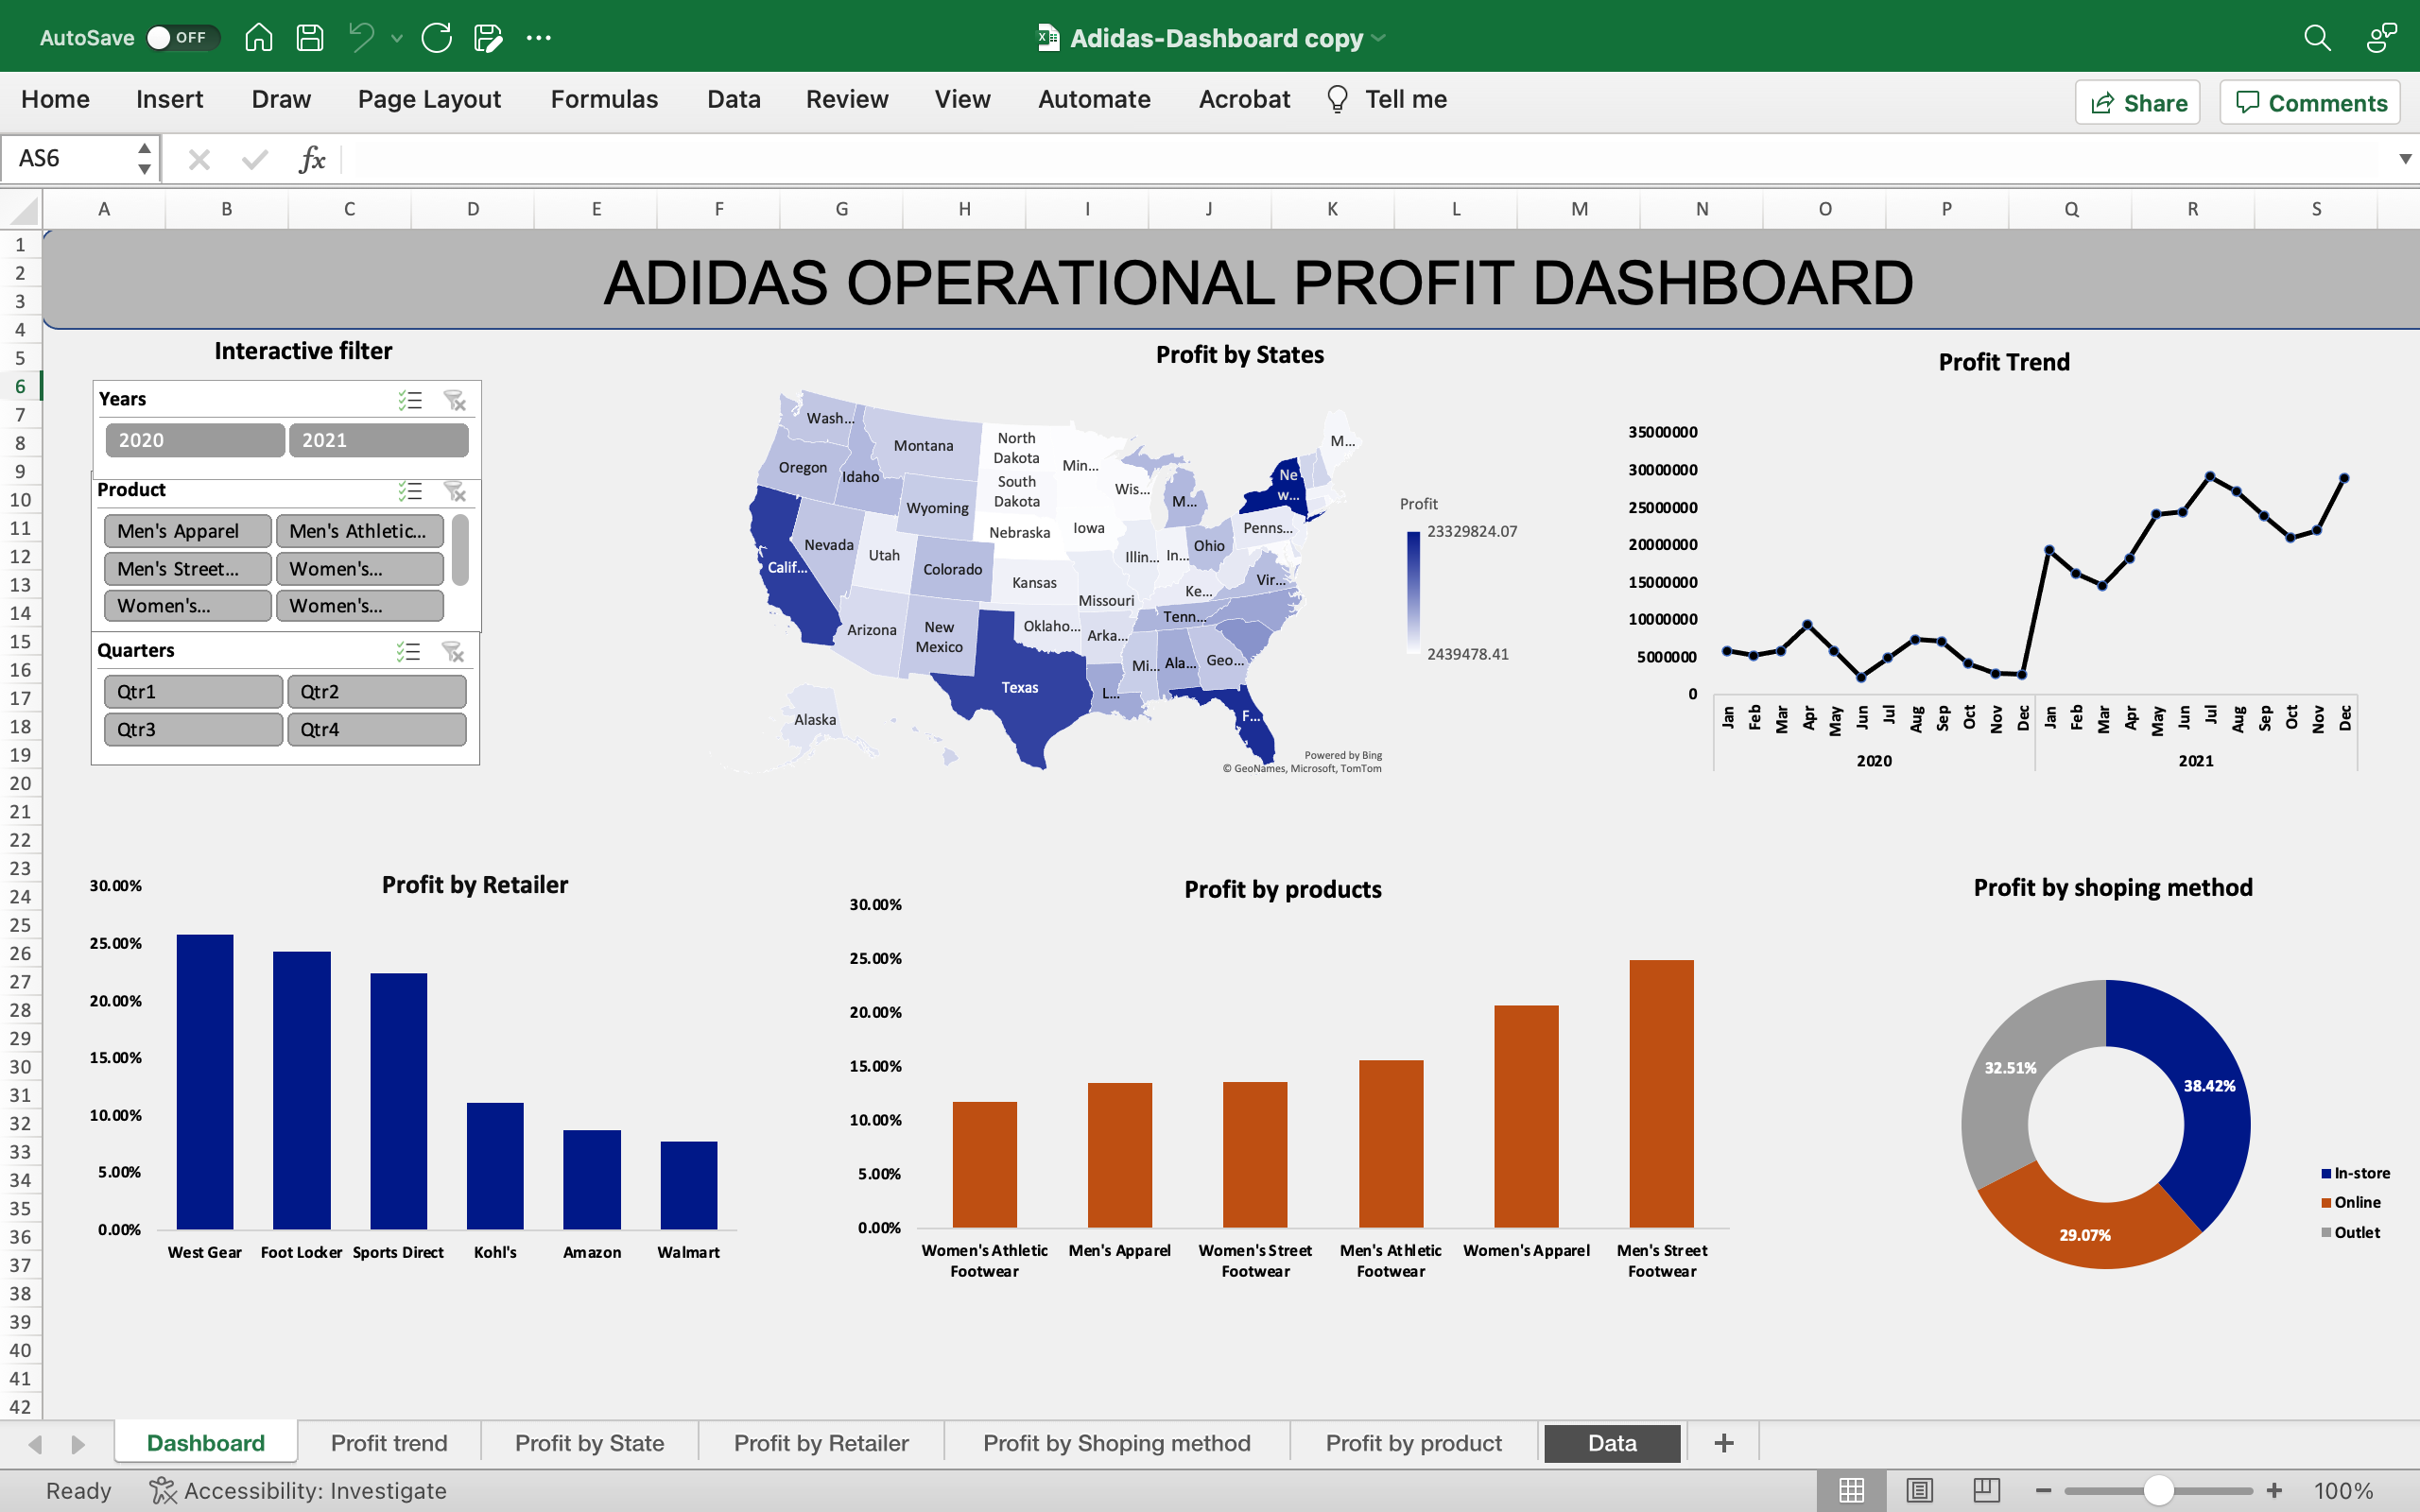 AutoSave OFF
Adidas-Dashboard copy
Home Insert Draw Page Layout Formulas Data Review View Automate Acrobat Tell me
Share Comments
AS6 fx
A B C D E F G H I J K L M N O P Q R S
1
2
3
4
5
6
7
8
9
10
11
12
13
14
15
16
17
18
19
20
21
22
23
24
25
26
27
28
29
30
31
32
33
34
35
36
37
38
39
40
41
42
ADIDAS OPERATIONAL PROFIT DASHBOARD
Interactive filter
Years
2020 2021
Product
Men's Apparel Men's Athletic...
Men's Street... Women's...
Women's... Women's...
Quarters
Qtr1 Qtr2
Qtr3 Qtr4
Profit by States
Wash...
Montana
North
Dakota
Min...
M...
Oregon
Idaho
South
Dakota
Wis...
M...
Ne
w...
Wyoming
Nebraska
Iowa
Penns...
Nevada
Utah
Illin...
In...
Ohio
Calif...
Colorado
Kansas
Missouri
Ke...
Vir...
Arizona
New
Mexico
Oklaho...
Arka...
Tenn...
Mi...
Ala...
Geo...
Texas
L...
F...
Alaska
Powered by Bing
© GeoNames, Microsoft, TomTom
Profit
23329824.07
2439478.41
Profit Trend
35000000
30000000
25000000
20000000
15000000
10000000
5000000
0
Jan Feb Mar Apr May Jun Jul Aug Sep Oct Nov Dec Jan Feb Mar Apr May Jun Jul Aug Sep Oct Nov Dec
2020 2021
Profit by Retailer
30.00%
25.00%
20.00%
15.00%
10.00%
5.00%
0.00%
West Gear Foot Locker Sports Direct Kohl's Amazon Walmart
Profit by products
30.00%
25.00%
20.00%
15.00%
10.00%
5.00%
0.00%
Women's Athletic Men's Apparel Women's Street Men's Athletic Women's Apparel Men's Street
Footwear Footwear Footwear Footwear
Profit by shoping method
32.51%
38.42%
29.07%
In-store
Online
Outlet
Dashboard Profit trend Profit by State Profit by Retailer Profit by Shoping method Profit by product Data +
Ready Accessibility: Investigate
100%